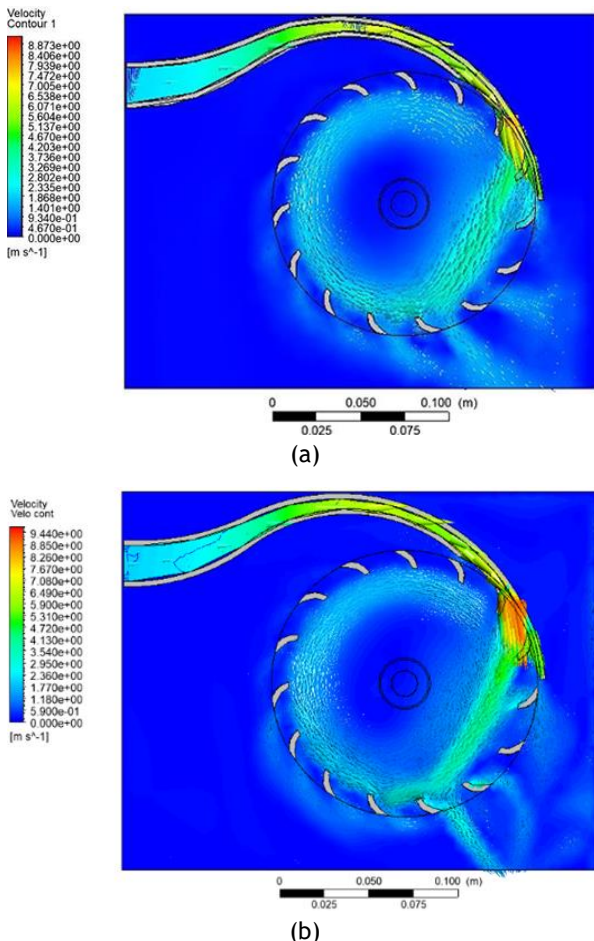 Velocity
Contour 1
8.873e+00
8.406e+00
7.939e+00
7.472e+00
7.005e+00
6.538e+00
6.071e+00
5.604e+00
5.137e+00
4.670e+00
4.203e+00
3.736e+00
3.269e+00
2.802e+00
2.335e+00
1.868e+00
1.401e+00
9.340e-01
4.670e-01
0.000e+00
[m s^-1]
0 0.050 0.100 (m)
0.025 0.075
(a)
Velocity
Velo cont
9.440e+00
8.850e+00
8.260e+00
7.670e+00
7.080e+00
6.490e+00
5.900e+00
5.310e+00
4.720e+00
4.130e+00
3.540e+00
2.950e+00
2.360e+00
1.770e+00
1.180e+00
5.900e-01
0.000e+00
[m s^-1]
0 0.050 0.100 (m)
0.025 0.075
(b)